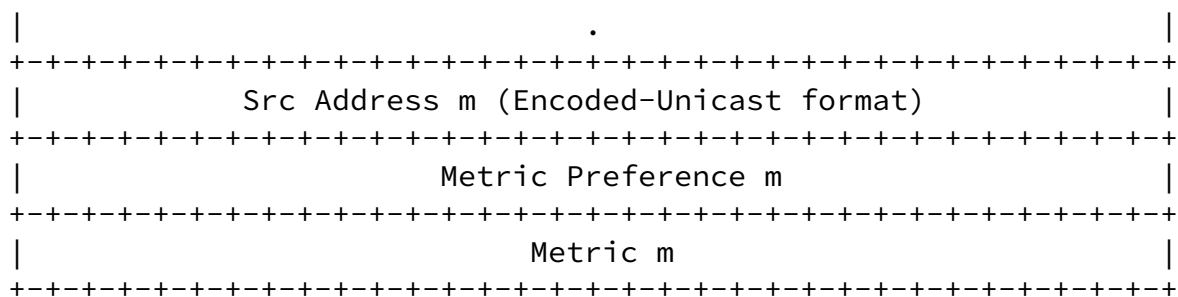 |                               .                               |
+-+-+-+-+-+-+-+-+-+-+-+-+-+-+-+-+-+-+-+-+-+-+-+-+-+-+-+-+-+-+-+-+
|            Src Address m (Encoded-Unicast format)             |
+-+-+-+-+-+-+-+-+-+-+-+-+-+-+-+-+-+-+-+-+-+-+-+-+-+-+-+-+-+-+-+-+
|                       Metric Preference m                     |
+-+-+-+-+-+-+-+-+-+-+-+-+-+-+-+-+-+-+-+-+-+-+-+-+-+-+-+-+-+-+-+-+
|                            Metric m                           |
+-+-+-+-+-+-+-+-+-+-+-+-+-+-+-+-+-+-+-+-+-+-+-+-+-+-+-+-+-+-+-+-+